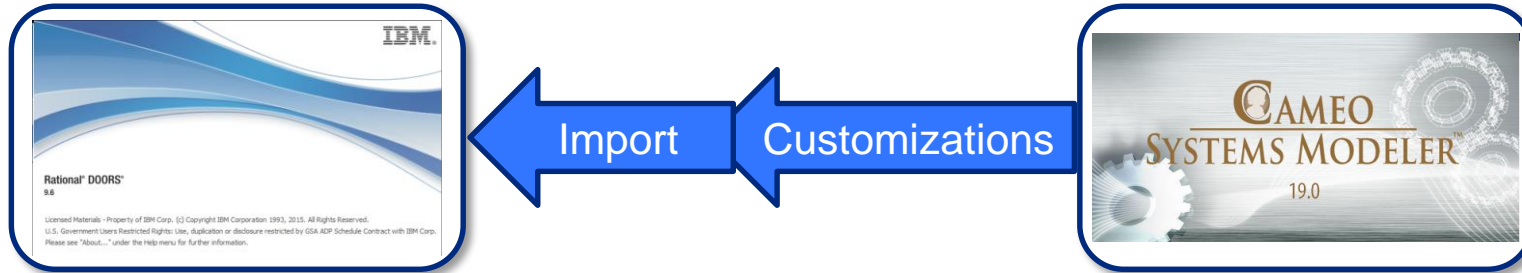 IBM.
Rational® DOORS®
9.6
Licensed Materials - Property of IBM Corp. (c) Copyright IBM Corporation 1993, 2015. All Rights Reserved.
U.S. Government Users Restricted Rights: Use, duplication or disclosure restricted by GSA ADP Schedule Contract with IBM Corp.
Please see "About..." under the Help menu for further information.
Import
Customizations
CAMEO
SYSTEMS MODELER™
19.0